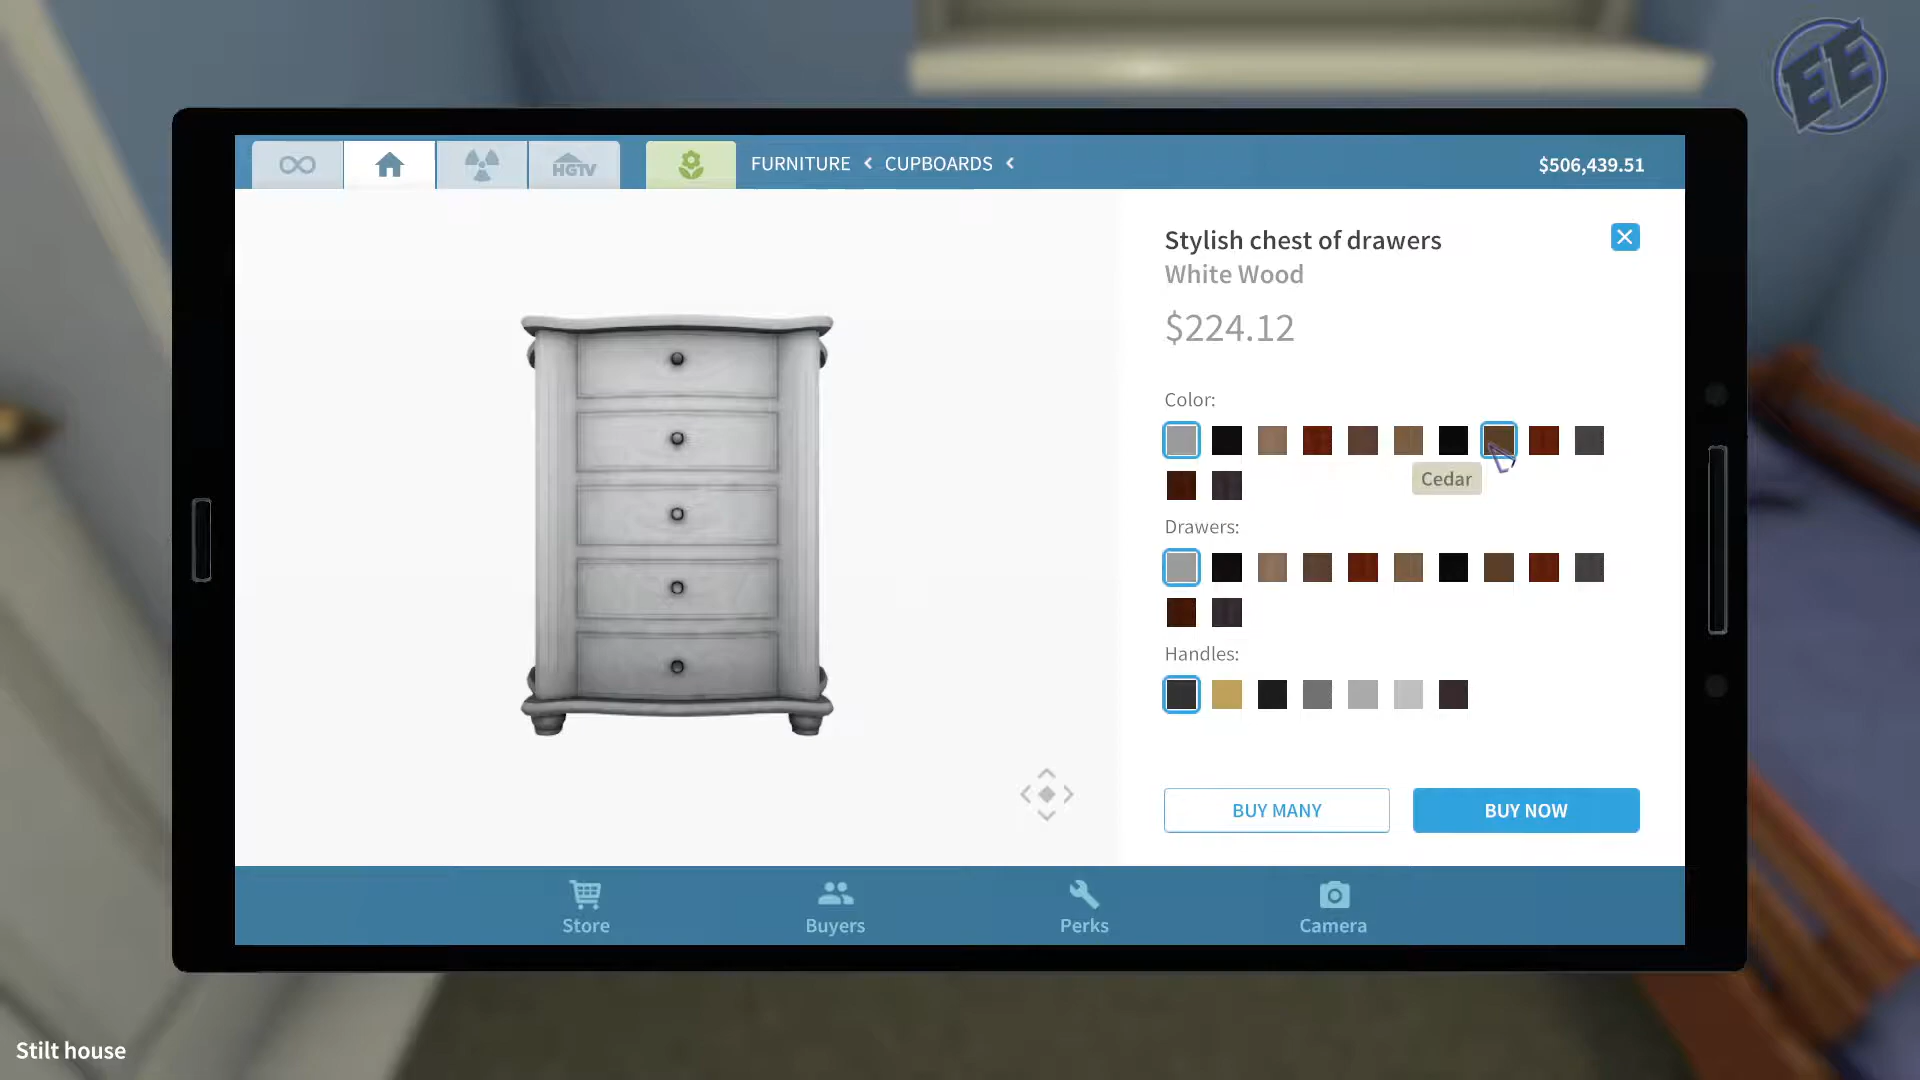 EE
HGTV
FURNITURE < CUPBOARDS <
$506,439.51
Stylish chest of drawers
White Wood
$224.12
Color:
Cedar
Drawers:
Handles:
BUY MANY
BUY NOW
Store
Buyers
Perks
Camera
Stilt house